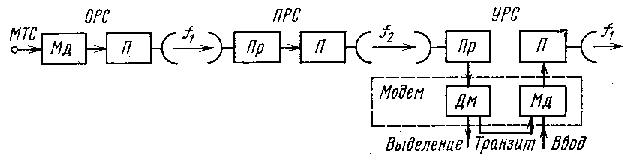 ОРС ПРС УРС
МТС Мд П f₁ Пр П f₂ Пр П f₁
Модем Дм Мд
Выделение Транзит Ввод